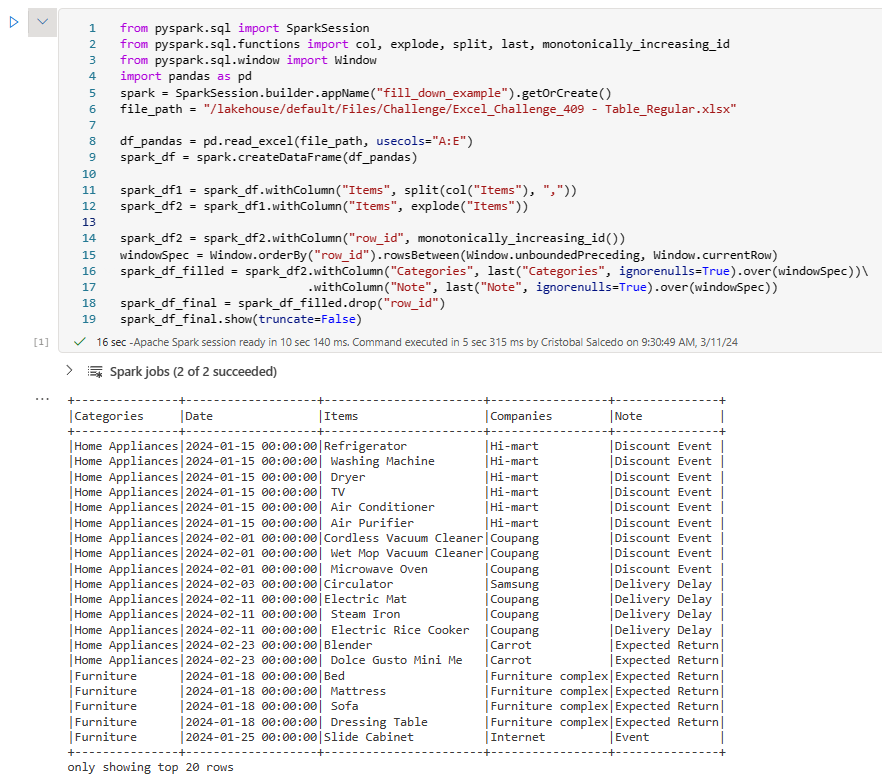 1 from pyspark.sql import SparkSession
2 from pyspark.sql.functions import col, explode, split, last, monotonically_increasing_id
3 from pyspark.sql.window import Window
4 import pandas as pd
5 spark = SparkSession.builder.appName("fill_down_example").getOrCreate()
6 file_path = "/lakehouse/default/Files/Challenge/Excel_Challenge_409 - Table_Regular.xlsx"
7
8 df_pandas = pd.read_excel(file_path, usecols="A:E")
9 spark_df = spark.createDataFrame(df_pandas)
10
11 spark_df1 = spark_df.withColumn("Items", split(col("Items"), ","))
12 spark_df2 = spark_df1.withColumn("Items", explode("Items"))
13
14 spark_df2 = spark_df2.withColumn("row_id", monotonically_increasing_id())
15 windowSpec = Window.orderBy("row_id").rowsBetween(Window.unboundedPreceding, Window.currentRow)
16 spark_df_filled = spark_df2.withColumn("Categories", last("Categories", ignorenulls=True).over(windowSpec))\
17                         .withColumn("Note", last("Note", ignorenulls=True).over(windowSpec))
18 spark_df_final = spark_df_filled.drop("row_id")
19 spark_df_final.show(truncate=False)
[1] 16 sec -Apache Spark session ready in 10 sec 140 ms. Command executed in 5 sec 315 ms by Cristobal Salcedo on 9:30:49 AM, 3/11/24
Spark jobs (2 of 2 succeeded)
...
+---------------+-------------------+----------------------+-----------------+---------------+
|Categories     |Date               |Items                 |Companies        |Note           |
+---------------+-------------------+----------------------+-----------------+---------------+
|Home Appliances|2024-01-15 00:00:00|Refrigerator          |Hi-mart          |Discount Event |
|Home Appliances|2024-01-15 00:00:00| Washing Machine      |Hi-mart          |Discount Event |
|Home Appliances|2024-01-15 00:00:00| Dryer                |Hi-mart          |Discount Event |
|Home Appliances|2024-01-15 00:00:00| TV                   |Hi-mart          |Discount Event |
|Home Appliances|2024-01-15 00:00:00| Air Conditioner      |Hi-mart          |Discount Event |
|Home Appliances|2024-01-15 00:00:00| Air Purifier         |Hi-mart          |Discount Event |
|Home Appliances|2024-02-01 00:00:00|Cordless Vacuum Cleaner|Coupang          |Discount Event |
|Home Appliances|2024-02-01 00:00:00| Wet Mop Vacuum Cleaner|Coupang          |Discount Event |
|Home Appliances|2024-02-01 00:00:00| Microwave Oven       |Coupang          |Discount Event |
|Home Appliances|2024-02-03 00:00:00|Circulator            |Samsung          |Delivery Delay |
|Home Appliances|2024-02-11 00:00:00|Electric Mat          |Coupang          |Delivery Delay |
|Home Appliances|2024-02-11 00:00:00| Steam Iron           |Coupang          |Delivery Delay |
|Home Appliances|2024-02-11 00:00:00| Electric Rice Cooker |Coupang          |Delivery Delay |
|Home Appliances|2024-02-23 00:00:00|Blender               |Carrot           |Expected Return|
|Home Appliances|2024-02-23 00:00:00| Dolce Gusto Mini Me  |Carrot           |Expected Return|
|Furniture      |2024-01-18 00:00:00|Bed                   |Furniture complex|Expected Return|
|Furniture      |2024-01-18 00:00:00| Mattress             |Furniture complex|Expected Return|
|Furniture      |2024-01-18 00:00:00| Sofa                 |Furniture complex|Expected Return|
|Furniture      |2024-01-18 00:00:00| Dressing Table       |Furniture complex|Expected Return|
|Furniture      |2024-01-25 00:00:00|Slide Cabinet         |Internet         |Event          |
+---------------+-------------------+----------------------+-----------------+---------------+
only showing top 20 rows